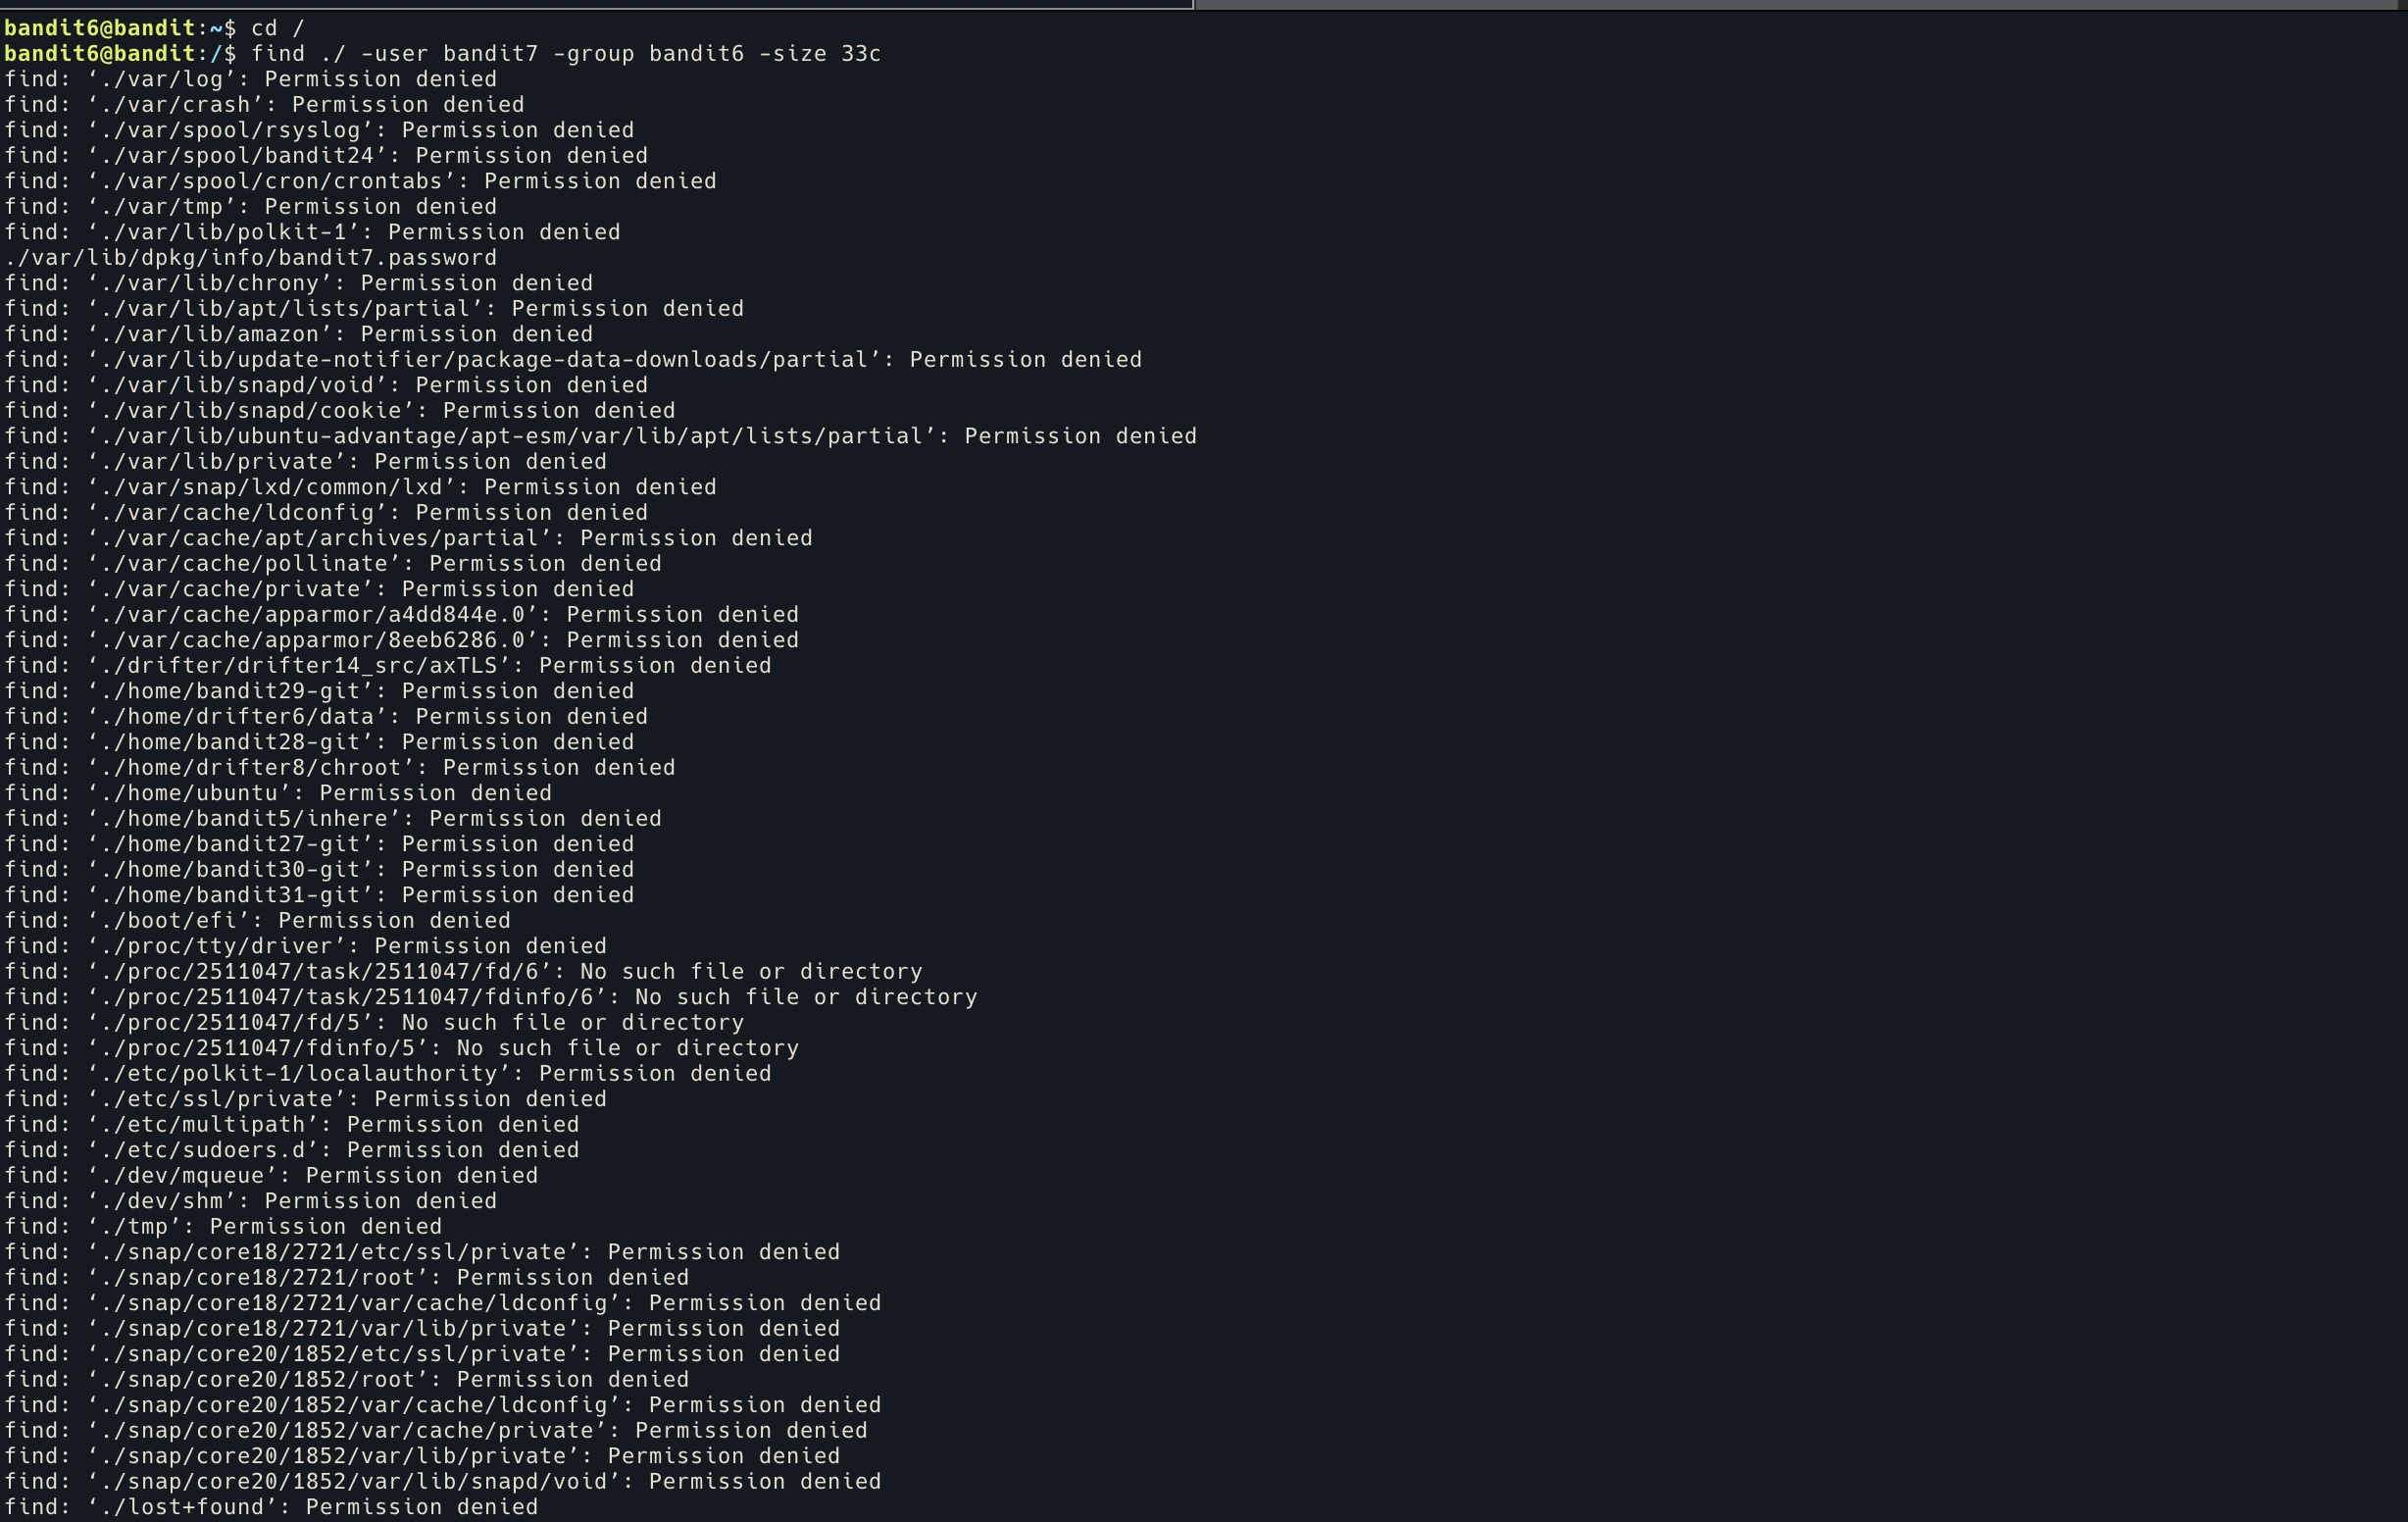 bandit6@bandit:~$ cd /
bandit6@bandit:/$ find ./ -user bandit7 -group bandit6 -size 33c
find: ‘./var/log’: Permission denied
find: ‘./var/crash’: Permission denied
find: ‘./var/spool/rsyslog’: Permission denied
find: ‘./var/spool/bandit24’: Permission denied
find: ‘./var/spool/cron/crontabs’: Permission denied
find: ‘./var/tmp’: Permission denied
find: ‘./var/lib/polkit-1’: Permission denied
./var/lib/dpkg/info/bandit7.password
find: ‘./var/lib/chrony’: Permission denied
find: ‘./var/lib/apt/lists/partial’: Permission denied
find: ‘./var/lib/amazon’: Permission denied
find: ‘./var/lib/update-notifier/package-data-downloads/partial’: Permission denied
find: ‘./var/lib/snapd/void’: Permission denied
find: ‘./var/lib/snapd/cookie’: Permission denied
find: ‘./var/lib/ubuntu-advantage/apt-esm/var/lib/apt/lists/partial’: Permission denied
find: ‘./var/lib/private’: Permission denied
find: ‘./var/snap/lxd/common/lxd’: Permission denied
find: ‘./var/cache/ldconfig’: Permission denied
find: ‘./var/cache/apt/archives/partial’: Permission denied
find: ‘./var/cache/pollinate’: Permission denied
find: ‘./var/cache/private’: Permission denied
find: ‘./var/cache/apparmor/a4dd844e.0’: Permission denied
find: ‘./var/cache/apparmor/8eeb6286.0’: Permission denied
find: ‘./drifter/drifter14_src/axTLS’: Permission denied
find: ‘./home/bandit29-git’: Permission denied
find: ‘./home/drifter6/data’: Permission denied
find: ‘./home/bandit28-git’: Permission denied
find: ‘./home/drifter8/chroot’: Permission denied
find: ‘./home/ubuntu’: Permission denied
find: ‘./home/bandit5/inhere’: Permission denied
find: ‘./home/bandit27-git’: Permission denied
find: ‘./home/bandit30-git’: Permission denied
find: ‘./home/bandit31-git’: Permission denied
find: ‘./boot/efi’: Permission denied
find: ‘./proc/tty/driver’: Permission denied
find: ‘./proc/2511047/task/2511047/fd/6’: No such file or directory
find: ‘./proc/2511047/task/2511047/fdinfo/6’: No such file or directory
find: ‘./proc/2511047/fd/5’: No such file or directory
find: ‘./proc/2511047/fdinfo/5’: No such file or directory
find: ‘./etc/polkit-1/localauthority’: Permission denied
find: ‘./etc/ssl/private’: Permission denied
find: ‘./etc/multipath’: Permission denied
find: ‘./etc/sudoers.d’: Permission denied
find: ‘./dev/mqueue’: Permission denied
find: ‘./dev/shm’: Permission denied
find: ‘./tmp’: Permission denied
find: ‘./snap/core18/2721/etc/ssl/private’: Permission denied
find: ‘./snap/core18/2721/root’: Permission denied
find: ‘./snap/core18/2721/var/cache/ldconfig’: Permission denied
find: ‘./snap/core18/2721/var/lib/private’: Permission denied
find: ‘./snap/core20/1852/etc/ssl/private’: Permission denied
find: ‘./snap/core20/1852/root’: Permission denied
find: ‘./snap/core20/1852/var/cache/ldconfig’: Permission denied
find: ‘./snap/core20/1852/var/cache/private’: Permission denied
find: ‘./snap/core20/1852/var/lib/private’: Permission denied
find: ‘./snap/core20/1852/var/lib/snapd/void’: Permission denied
find: ‘./lost+found’: Permission denied